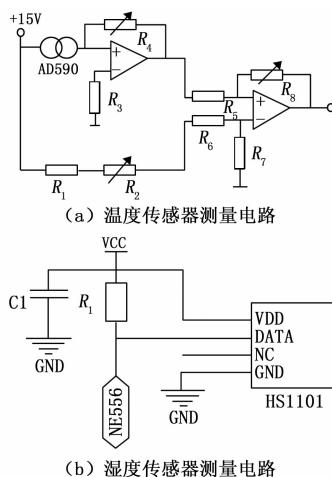 +15V
R4
AD590
+
−
R3
R8
R5
+
−
R6
R7
R1
R2
(a) 温度传感器测量电路
VCC
C1
R1
VDD
DATA
NC
GND
GND
GND
HS1101
NE556
(b) 湿度传感器测量电路